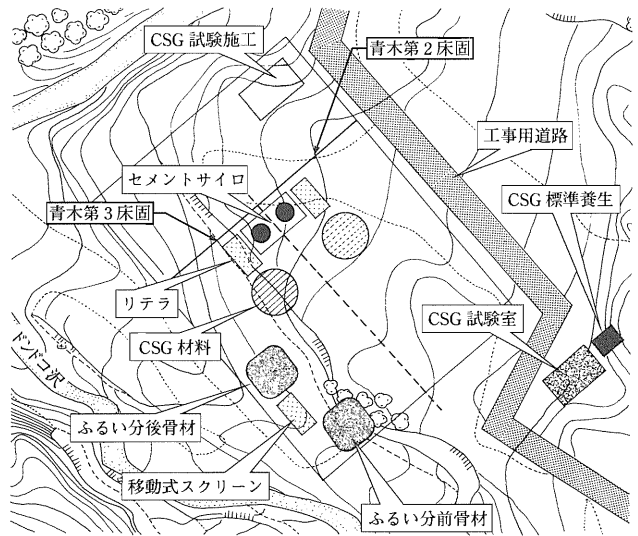 CSG 試験施工
青木第2床固
工事用道路
セメントサイロ
CSG 標準養生
青木第3床固
リテラ
CSG 材料
CSG 試験室
ドンドコ沢
ふるい分後骨材
移動式スクリーン
ふるい分前骨材